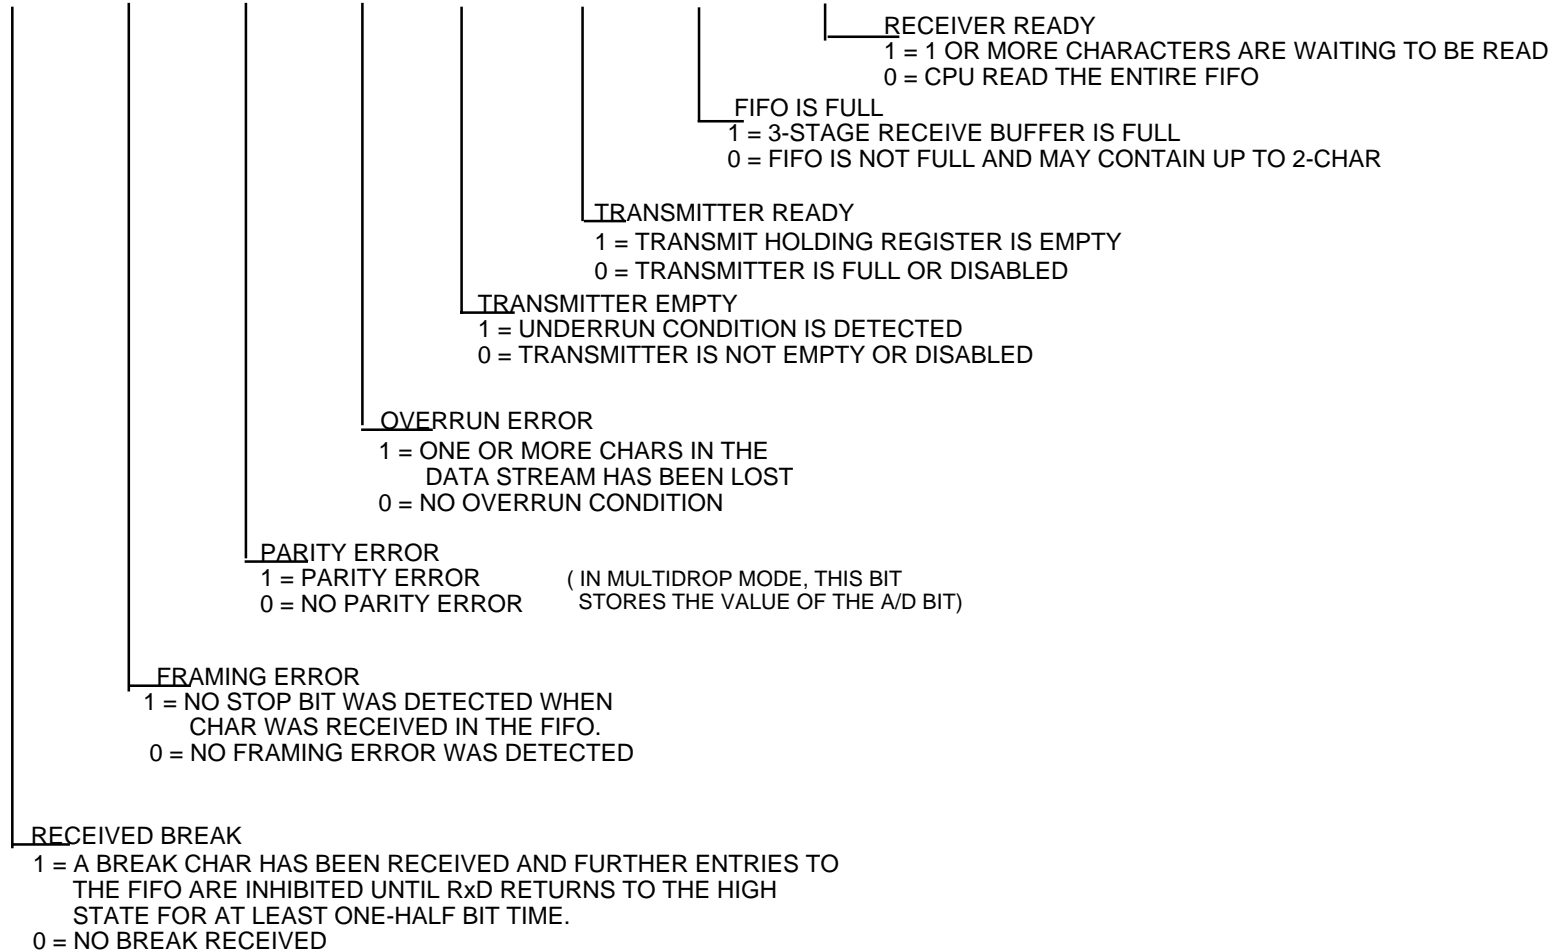 RECEIVER READY
1 = 1 OR MORE CHARACTERS ARE WAITING TO BE READ
0 = CPU READ THE ENTIRE FIFO
FIFO IS FULL
1 = 3-STAGE RECEIVE BUFFER IS FULL
0 = FIFO IS NOT FULL AND MAY CONTAIN UP TO 2-CHAR
TRANSMITTER READY
1 = TRANSMIT HOLDING REGISTER IS EMPTY
0 = TRANSMITTER IS FULL OR DISABLED
TRANSMITTER EMPTY
1 = UNDERRUN CONDITION IS DETECTED
0 = TRANSMITTER IS NOT EMPTY OR DISABLED
OVERRUN ERROR
1 = ONE OR MORE CHARS IN THE
DATA STREAM HAS BEEN LOST
0 = NO OVERRUN CONDITION
PARITY ERROR
1 = PARITY ERROR ( IN MULTIDROP MODE, THIS BIT
0 = NO PARITY ERROR STORES THE VALUE OF THE A/D BIT)
FRAMING ERROR
1 = NO STOP BIT WAS DETECTED WHEN
CHAR WAS RECEIVED IN THE FIFO.
0 = NO FRAMING ERROR WAS DETECTED
RECEIVED BREAK
1 = A BREAK CHAR HAS BEEN RECEIVED AND FURTHER ENTRIES TO
THE FIFO ARE INHIBITED UNTIL RxD RETURNS TO THE HIGH
STATE FOR AT LEAST ONE-HALF BIT TIME.
0 = NO BREAK RECEIVED